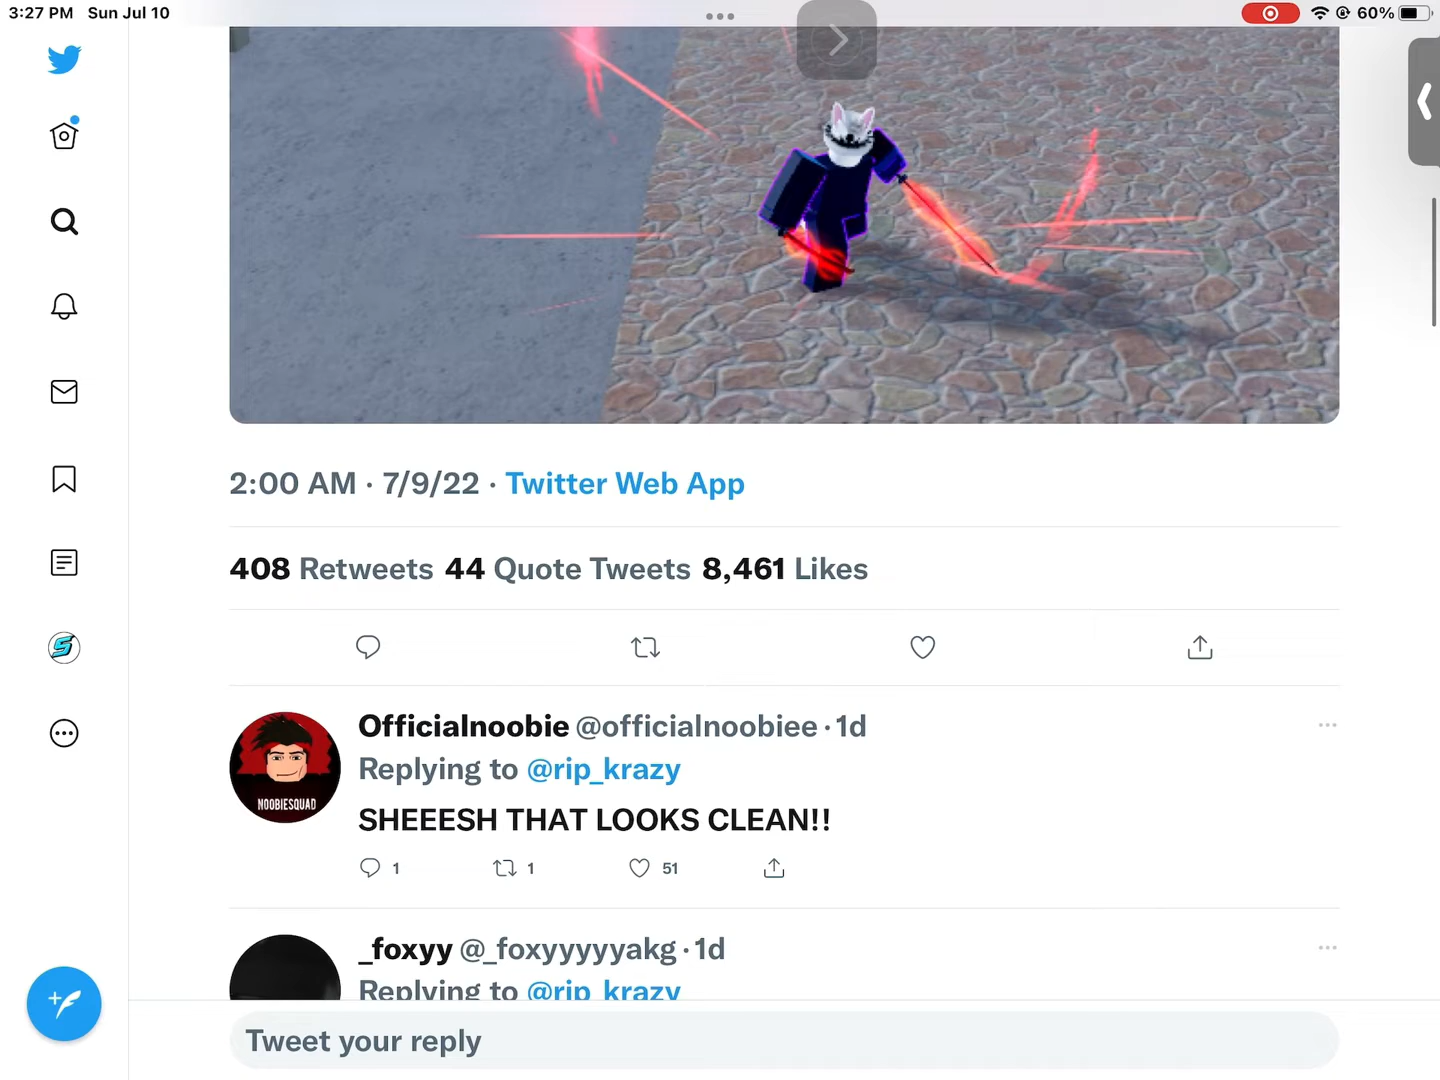 3:27 PM Sun Jul 10
60%
2:00 AM · 7/9/22 · Twitter Web App
408 Retweets 44 Quote Tweets 8,461 Likes
NOOBIESQUAD
Officialnoobie @officialnoobiee · 1d
Replying to @rip_krazy
SHEEESH THAT LOOKS CLEAN!!
1 1 51
_foxyy @_foxyyyyyakg · 1d
Replying to @rip_krazy
Tweet your reply